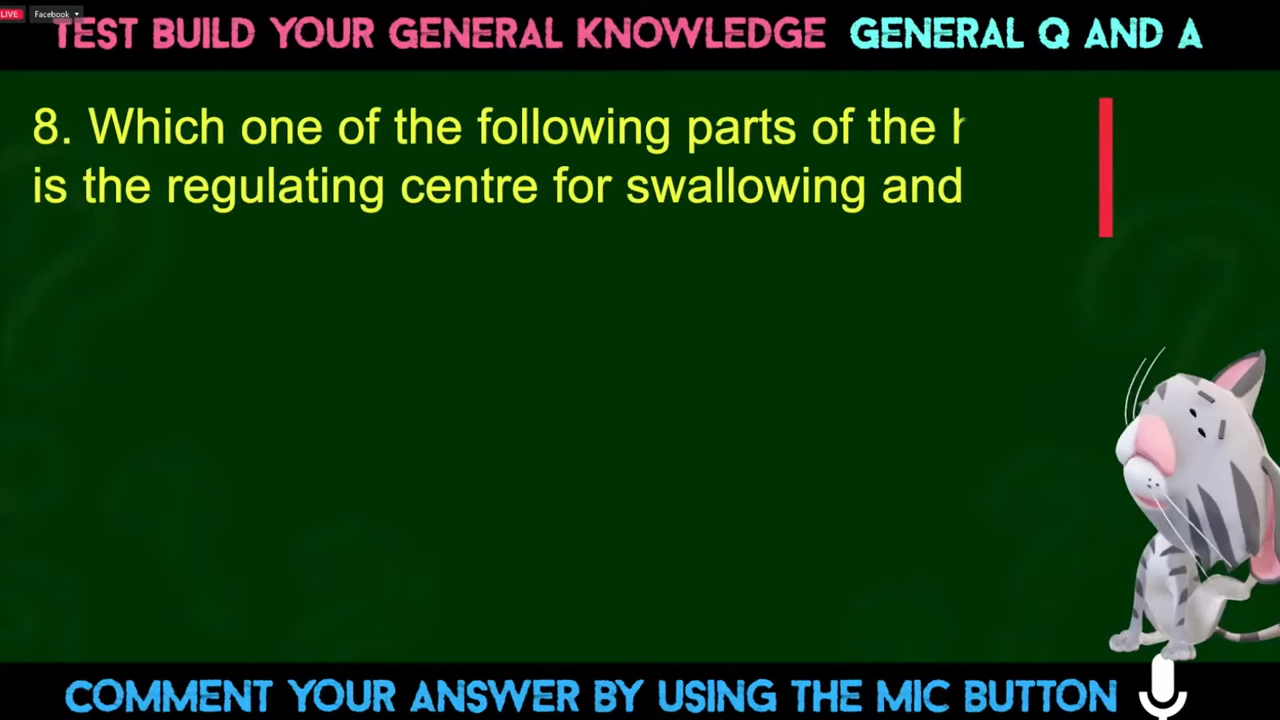 LIVE
Facebook
TEST BUILD YOUR GENERAL KNOWLEDGE GENERAL Q AND A
8. Which one of the following parts of the
is the regulating centre for swallowing and
COMMENT YOUR ANSWER BY USING THE MIC BUTTON